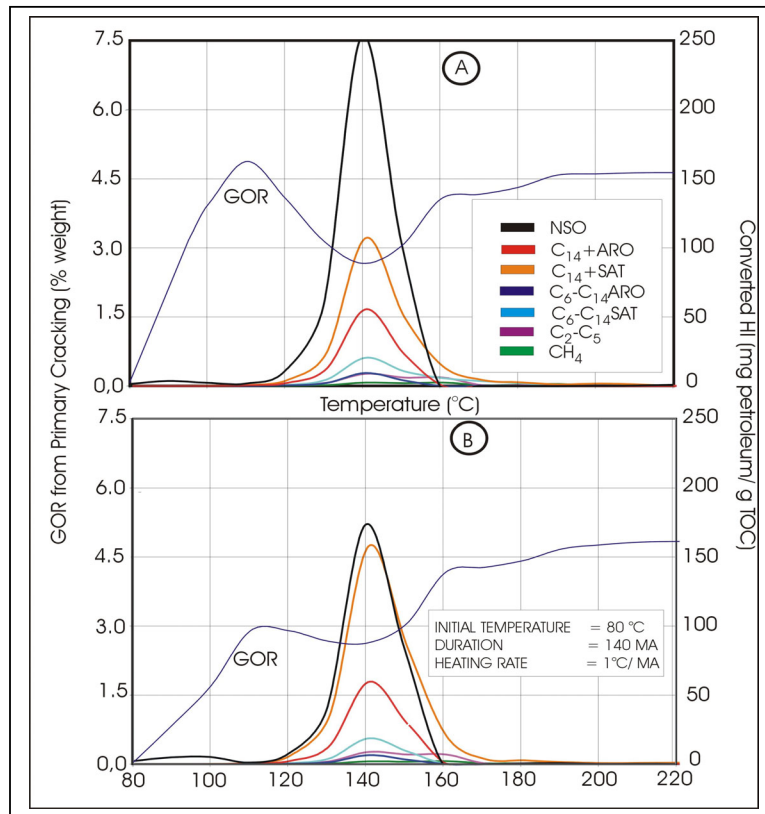 7.5
250
A
6.0
200
4.5
150
GOR
NSO
C14+ARO
3.0
100
C14+SAT
C6-C14ARO
C6-C14SAT
1.5
50
C2-C5
CH4
0,0
0
Temperature (°C)
GOR from Primary Cracking (% weight)
Converted HI (mg petroleum/ g TOC)
7.5
250
B
6.0
200
4.5
150
INITIAL TEMPERATURE = 80 °C
3.0
100
DURATION = 140 MA
GOR
HEATING RATE = 1°C/ MA
1.5
50
0,0
0
80 100 120 140 160 180 200 220